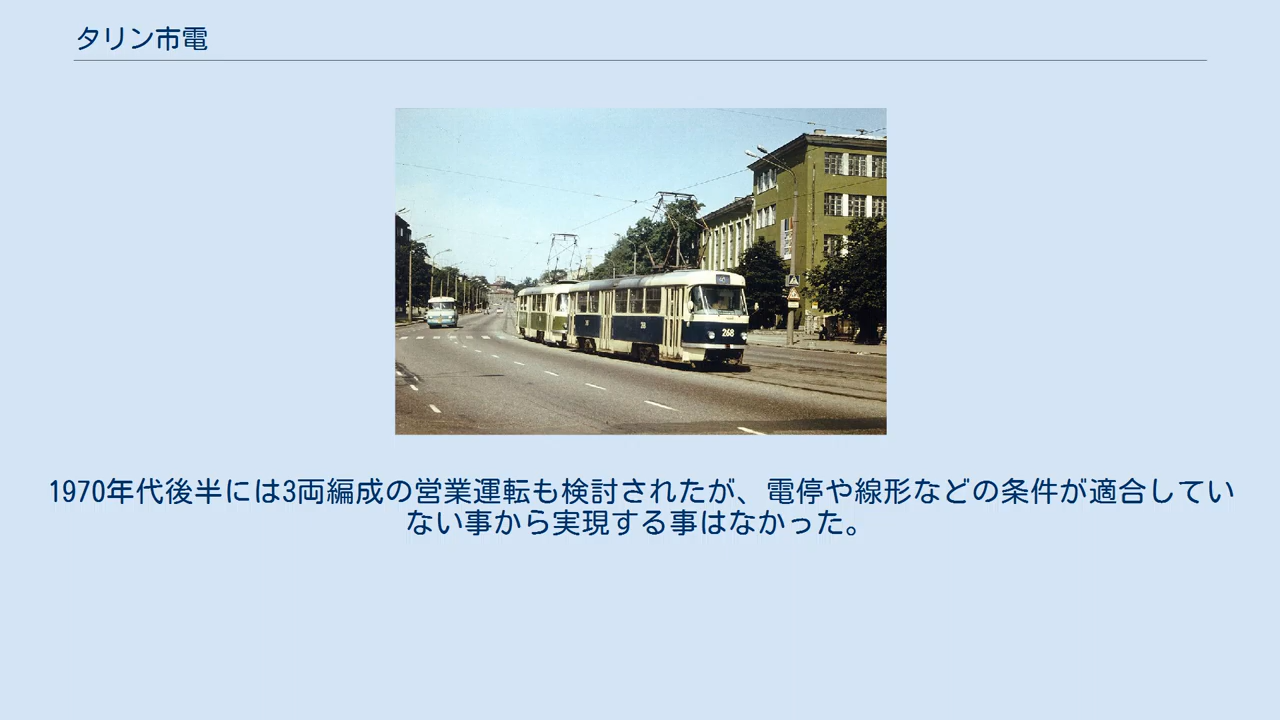 タリン市電
268
1970年代後半には3両編成の営業運転も検討されたが、電停や線形などの条件が適合してい
ない事から実現する事はなかった。